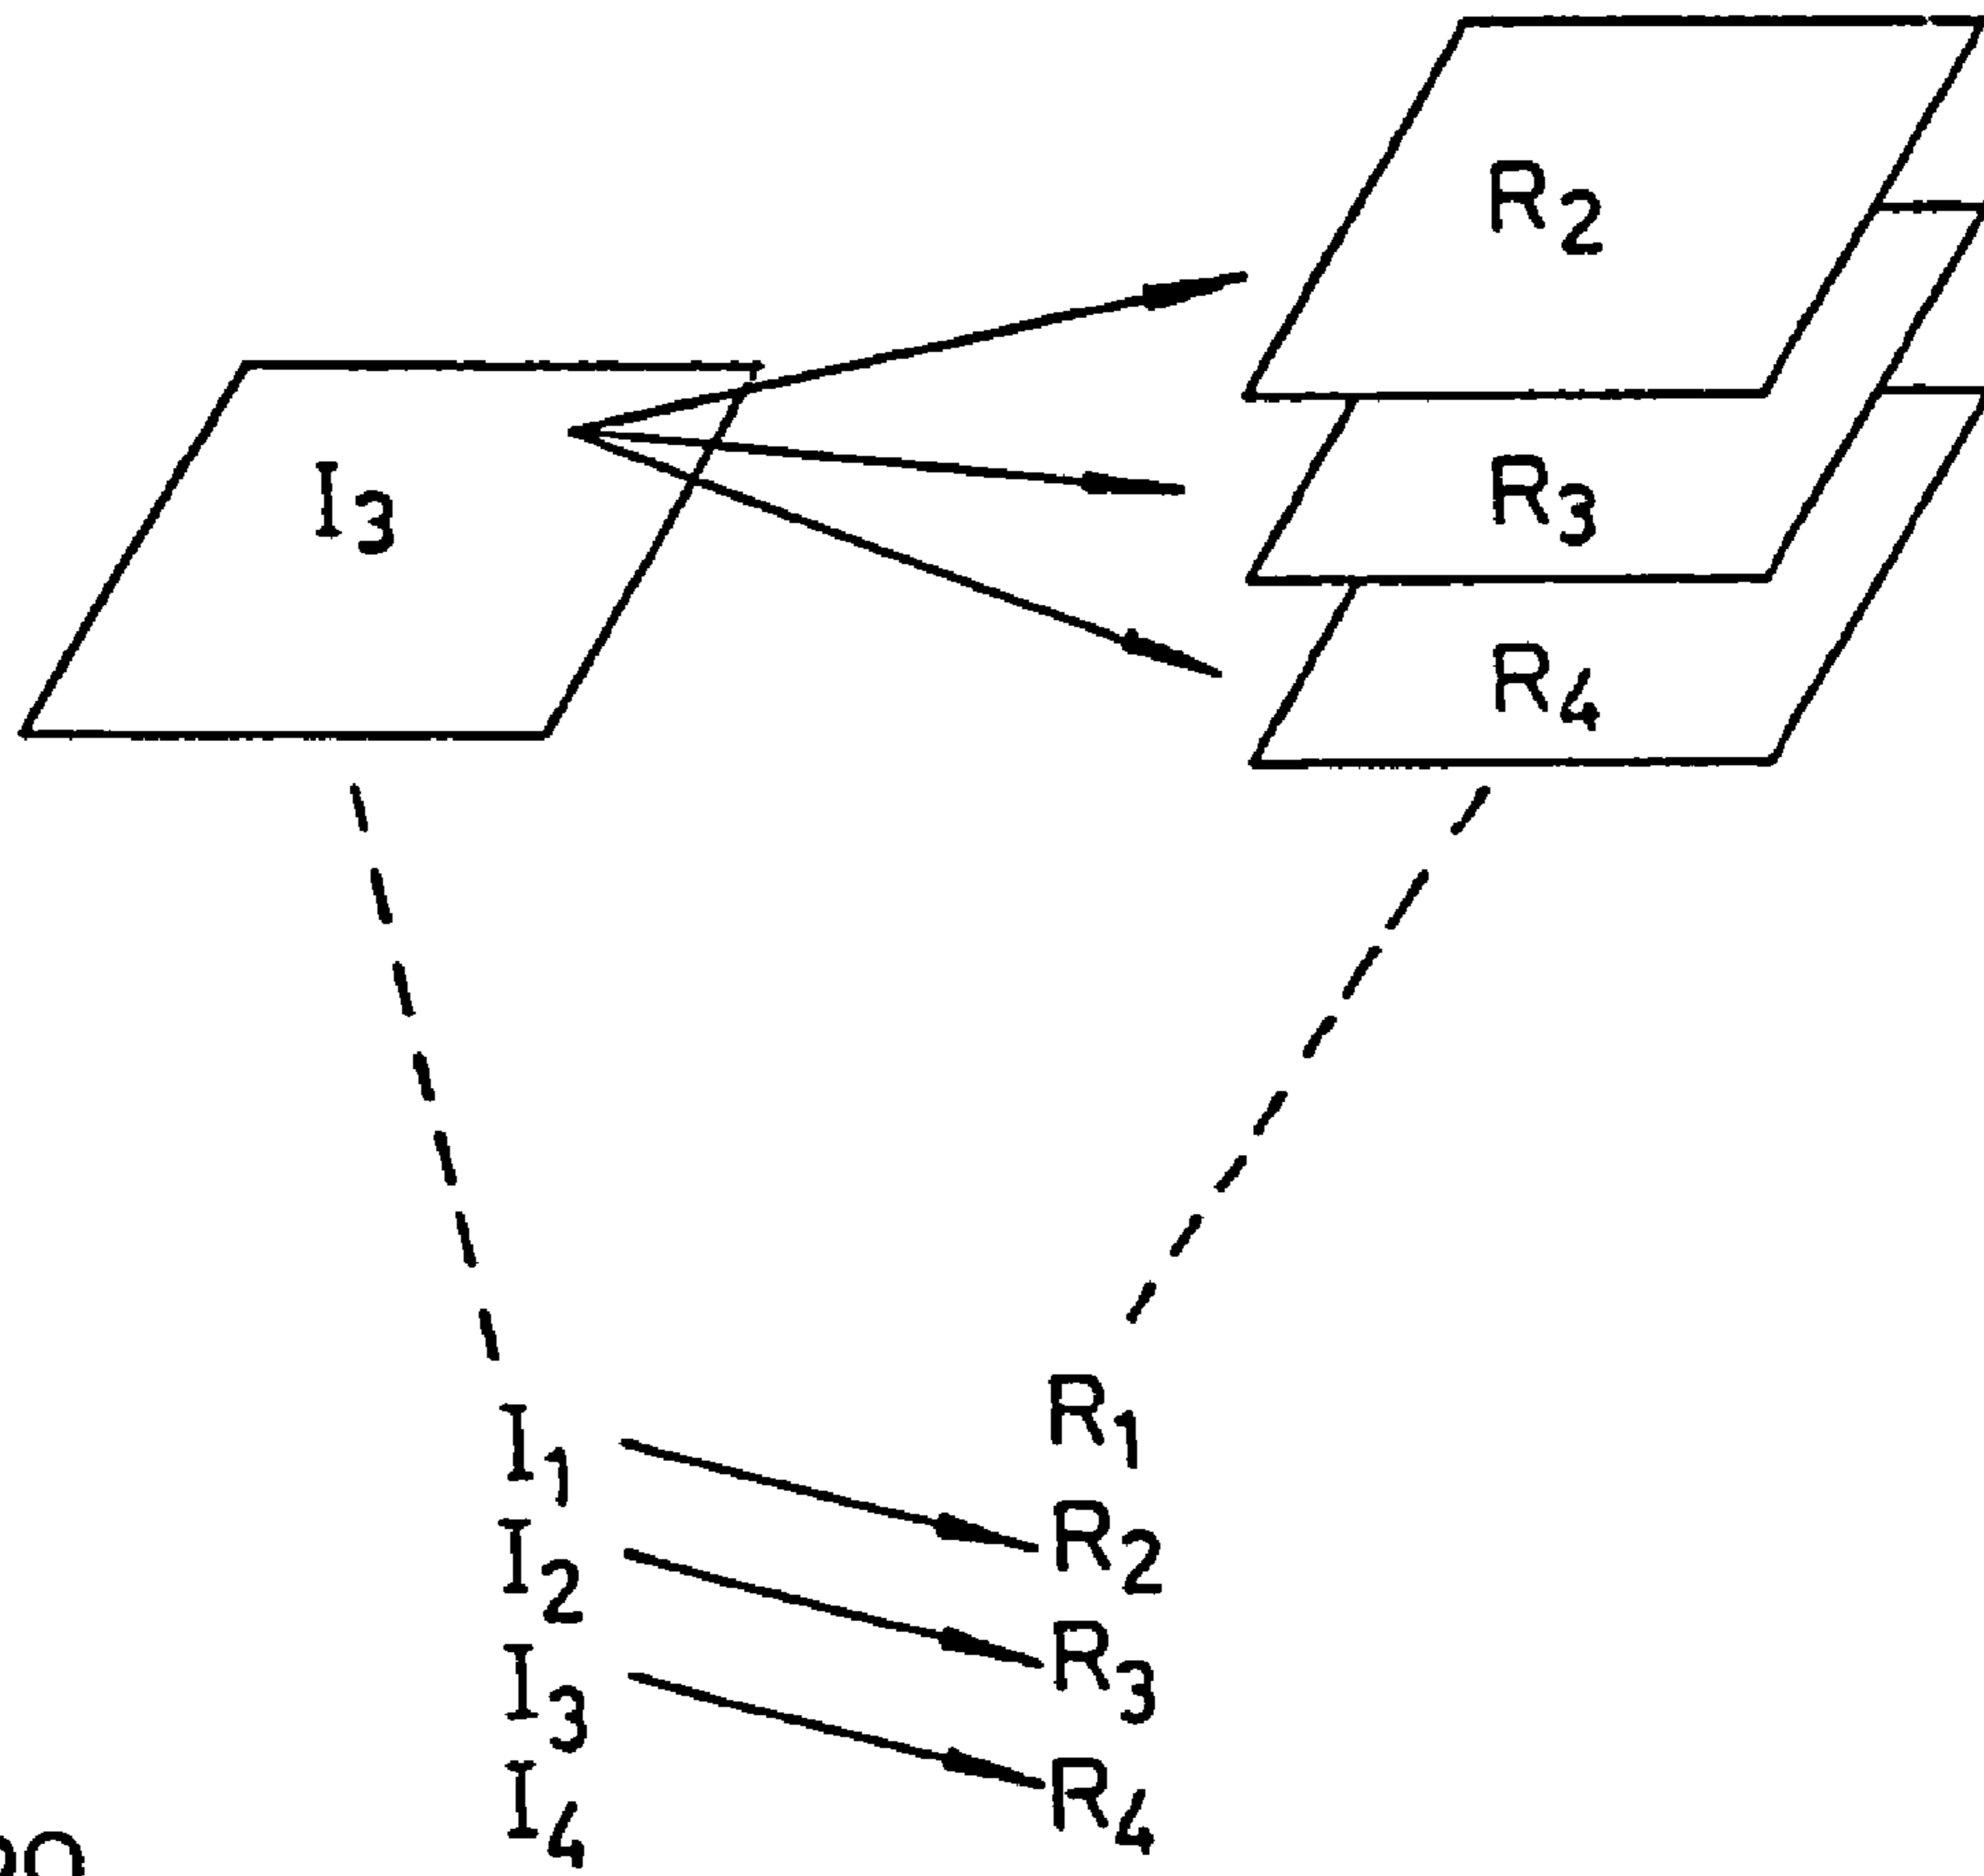 R₂
I₃
R₃
R₄
I₁ R₁
I₂ R₂
I₃ R₃
I₄ R₄